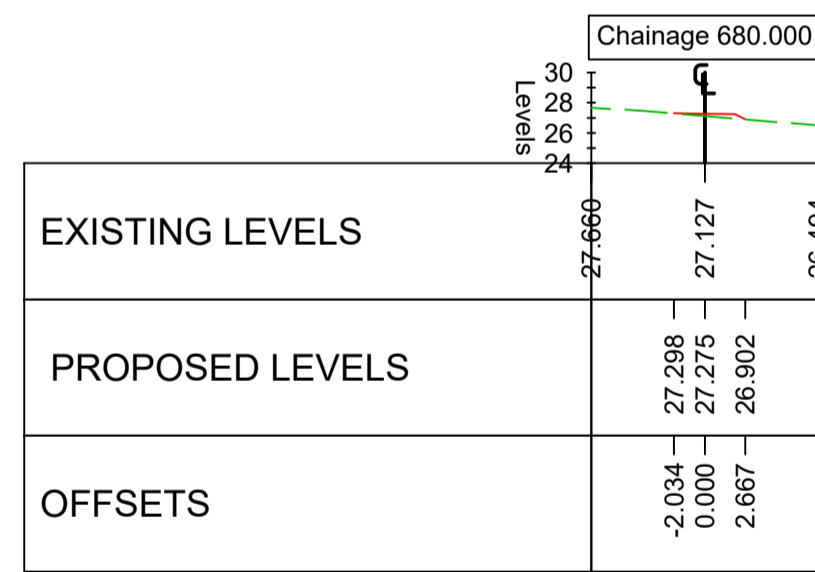 Chainage 680.000
CL
Levels
30
28
26
24
EXISTING LEVELS
27.660
27.127
PROPOSED LEVELS
27.298
27.275
26.902
OFFSETS
-2.034
0.000
2.667